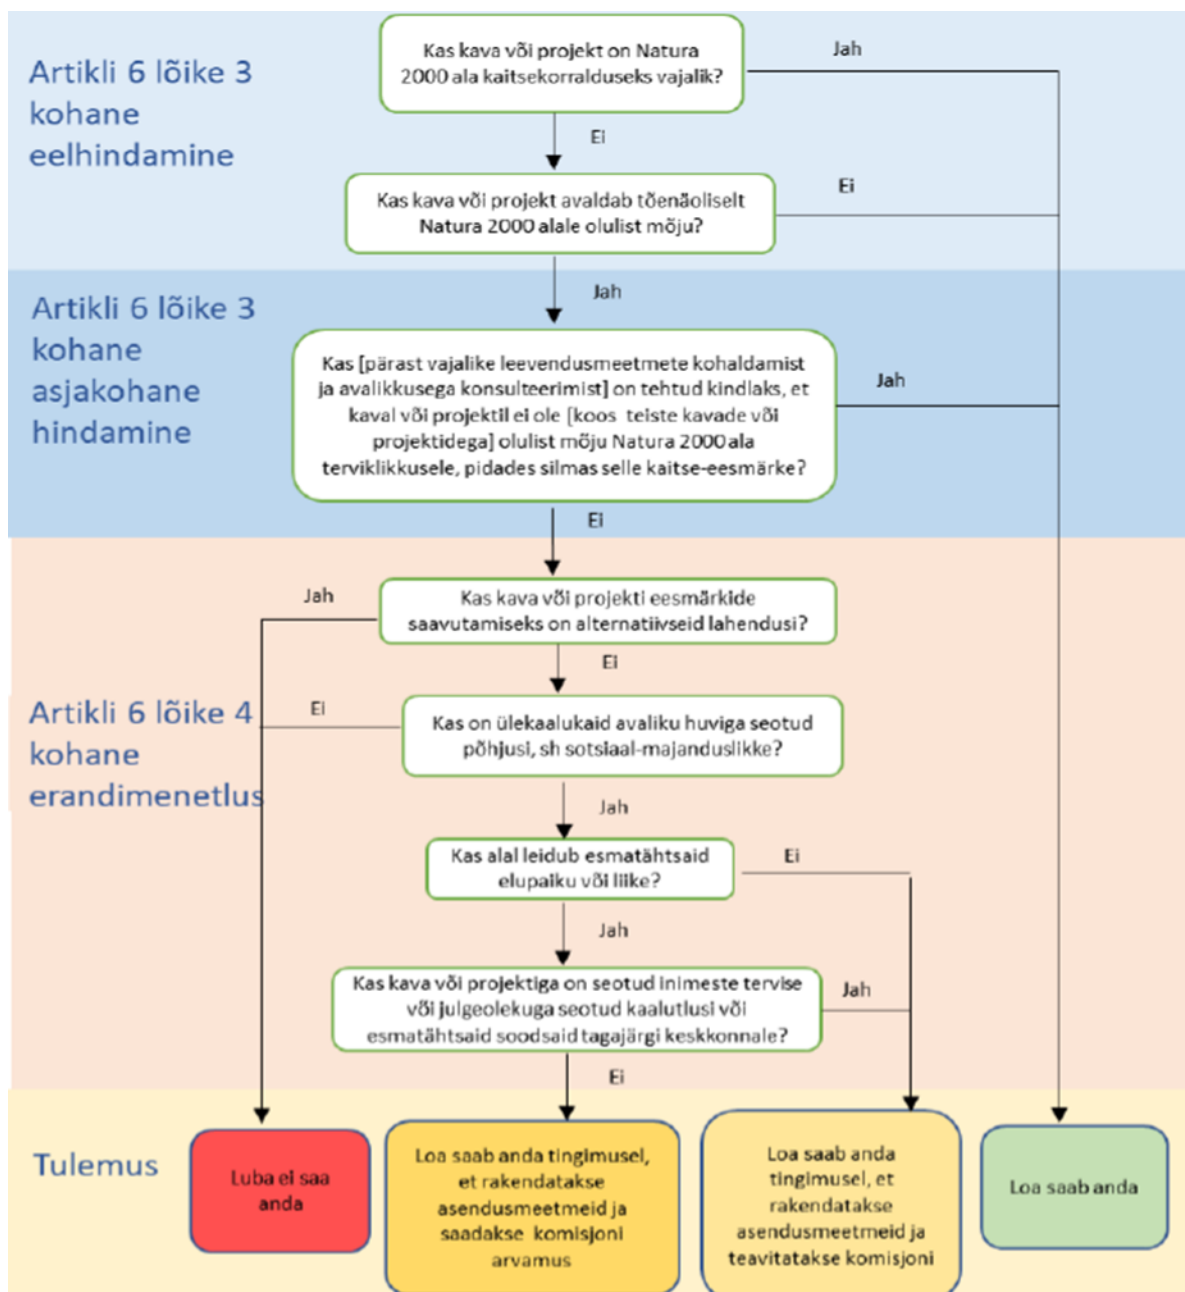 Artikli 6 lõike 3
kohane
eelhindamine
Kas kava või projekt on Natura
2000 ala kaitsekorralduseks vajalik?
Jah
Ei
Kas kava või projekt avaldab tõenäoliselt
Natura 2000 alale olulist mõju?
Ei
Jah
Artikli 6 lõike 3
kohane
asjakohane
hindamine
Kas [pärast vajalike leevendusmeetmete kohaldamist
ja avalikkusega konsulteerimist] on tehtud kindlaks, et
kaval või projektil ei ole [koos teiste kavade või
projektidega] olulist mõju Natura 2000 ala
terviklikkusele, pidades silmas selle kaitse-eesmärke?
Jah
Ei
Kas kava või projekti eesmärkide
saavutamiseks on alternatiivseid lahendusi?
Jah
Ei
Artikli 6 lõike 4
kohane
erandimenetlus
Kas on ülekaalukaid avaliku huviga seotud
põhjusi, sh sotsiaal-majanduslikke?
Ei
Jah
Kas alal leidub esmatähtsaid
elupaiku või liike?
Ei
Jah
Kas kava või projektiga on seotud inimeste tervise
või julgeolekuga seotud kaalutlusi või
esmatähtsaid soodsaid tagajärgi keskkonnale?
Jah
Ei
Tulemus
Luba ei saa
anda
Loa saab anda tingimusel,
et rakendatakse
asendusmeetmeid ja
saadakse komisjoni
arvamus
Loa saab anda
tingimusel, et
rakendatakse
asendusmeetmeid ja
teavitatakse komisjoni
Loa saab anda